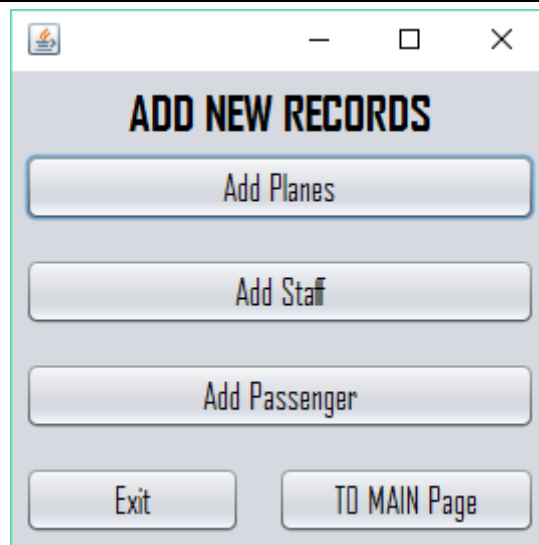 ADD NEW RECORDS
Add Planes
Add Staff
Add Passenger
Exit
TO MAIN Page